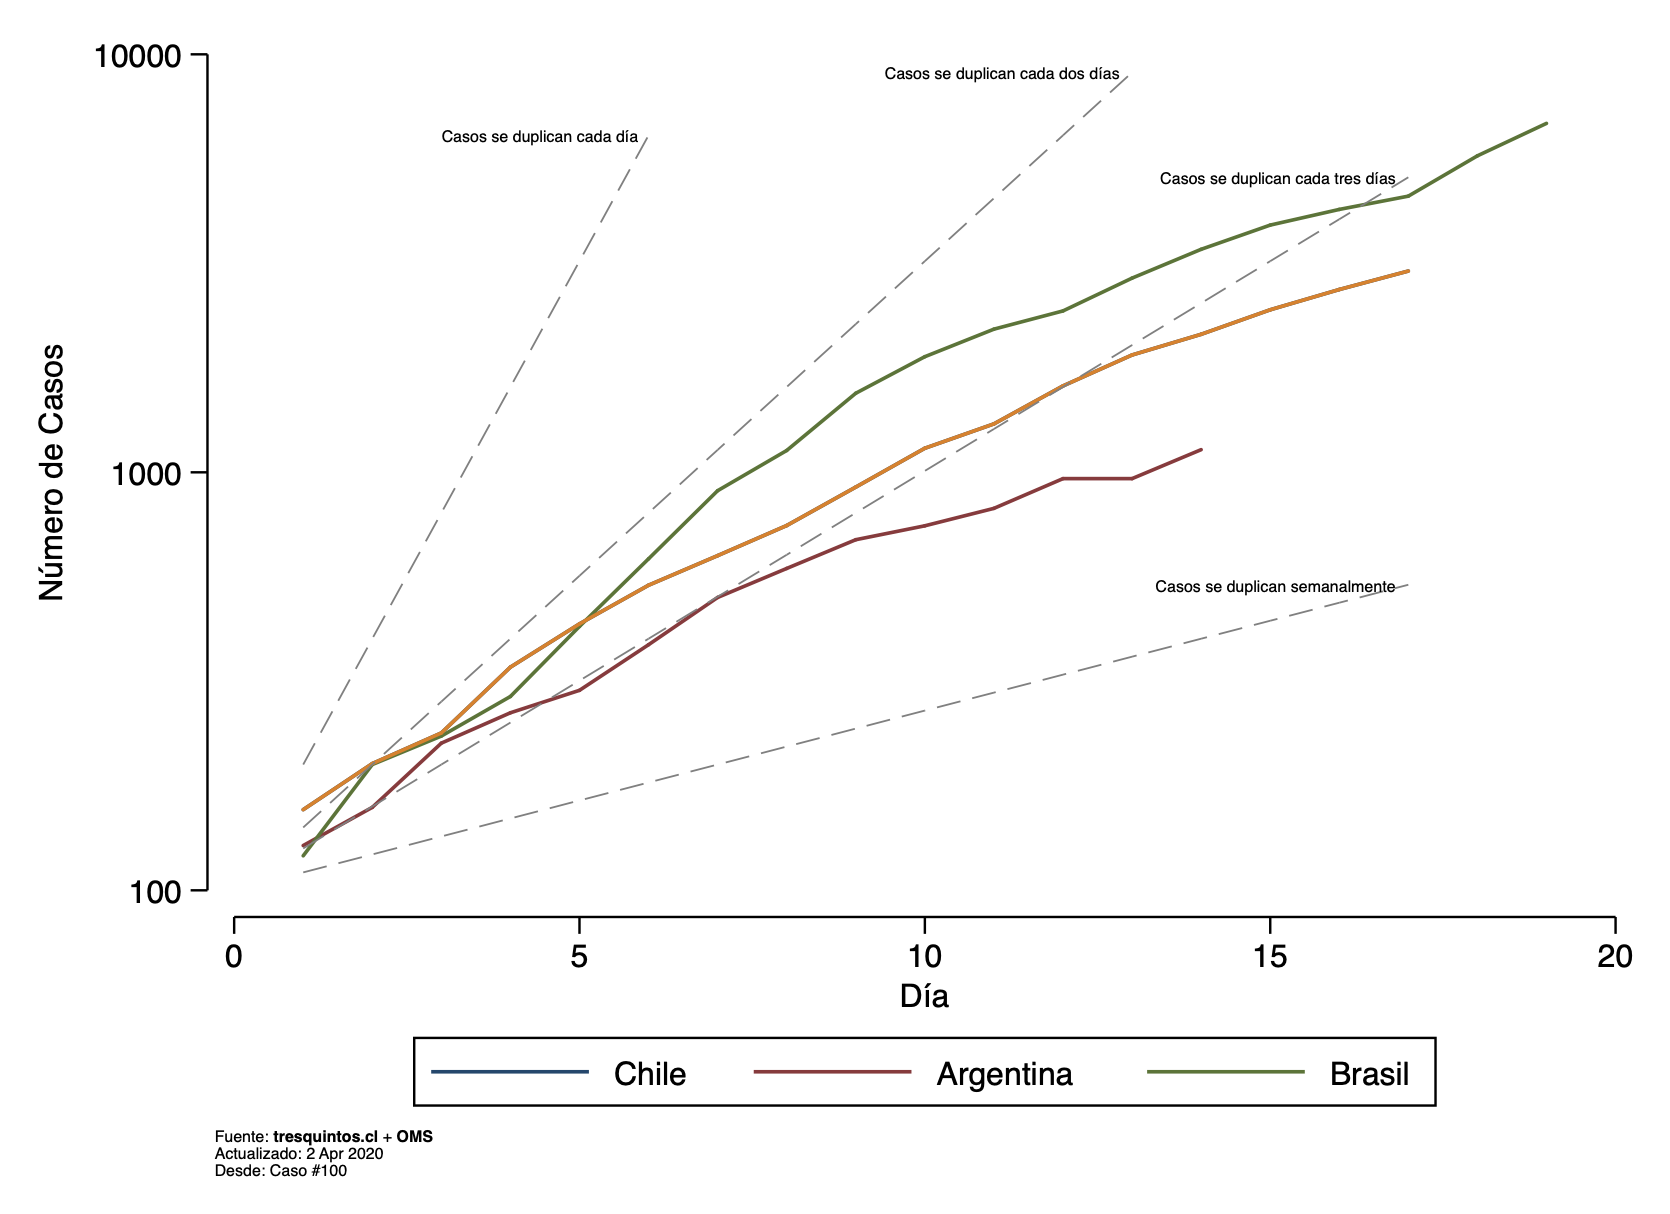 10000
1000
100
Número de Casos
Casos se duplican cada dos días
Casos se duplican cada día
Casos se duplican cada tres días
Casos se duplican semanalmente
0 5 10 15 20
Día
Chile Argentina Brasil
Fuente: tresquintos.cl + OMS
Actualizado: 2 Apr 2020
Desde: Caso #100